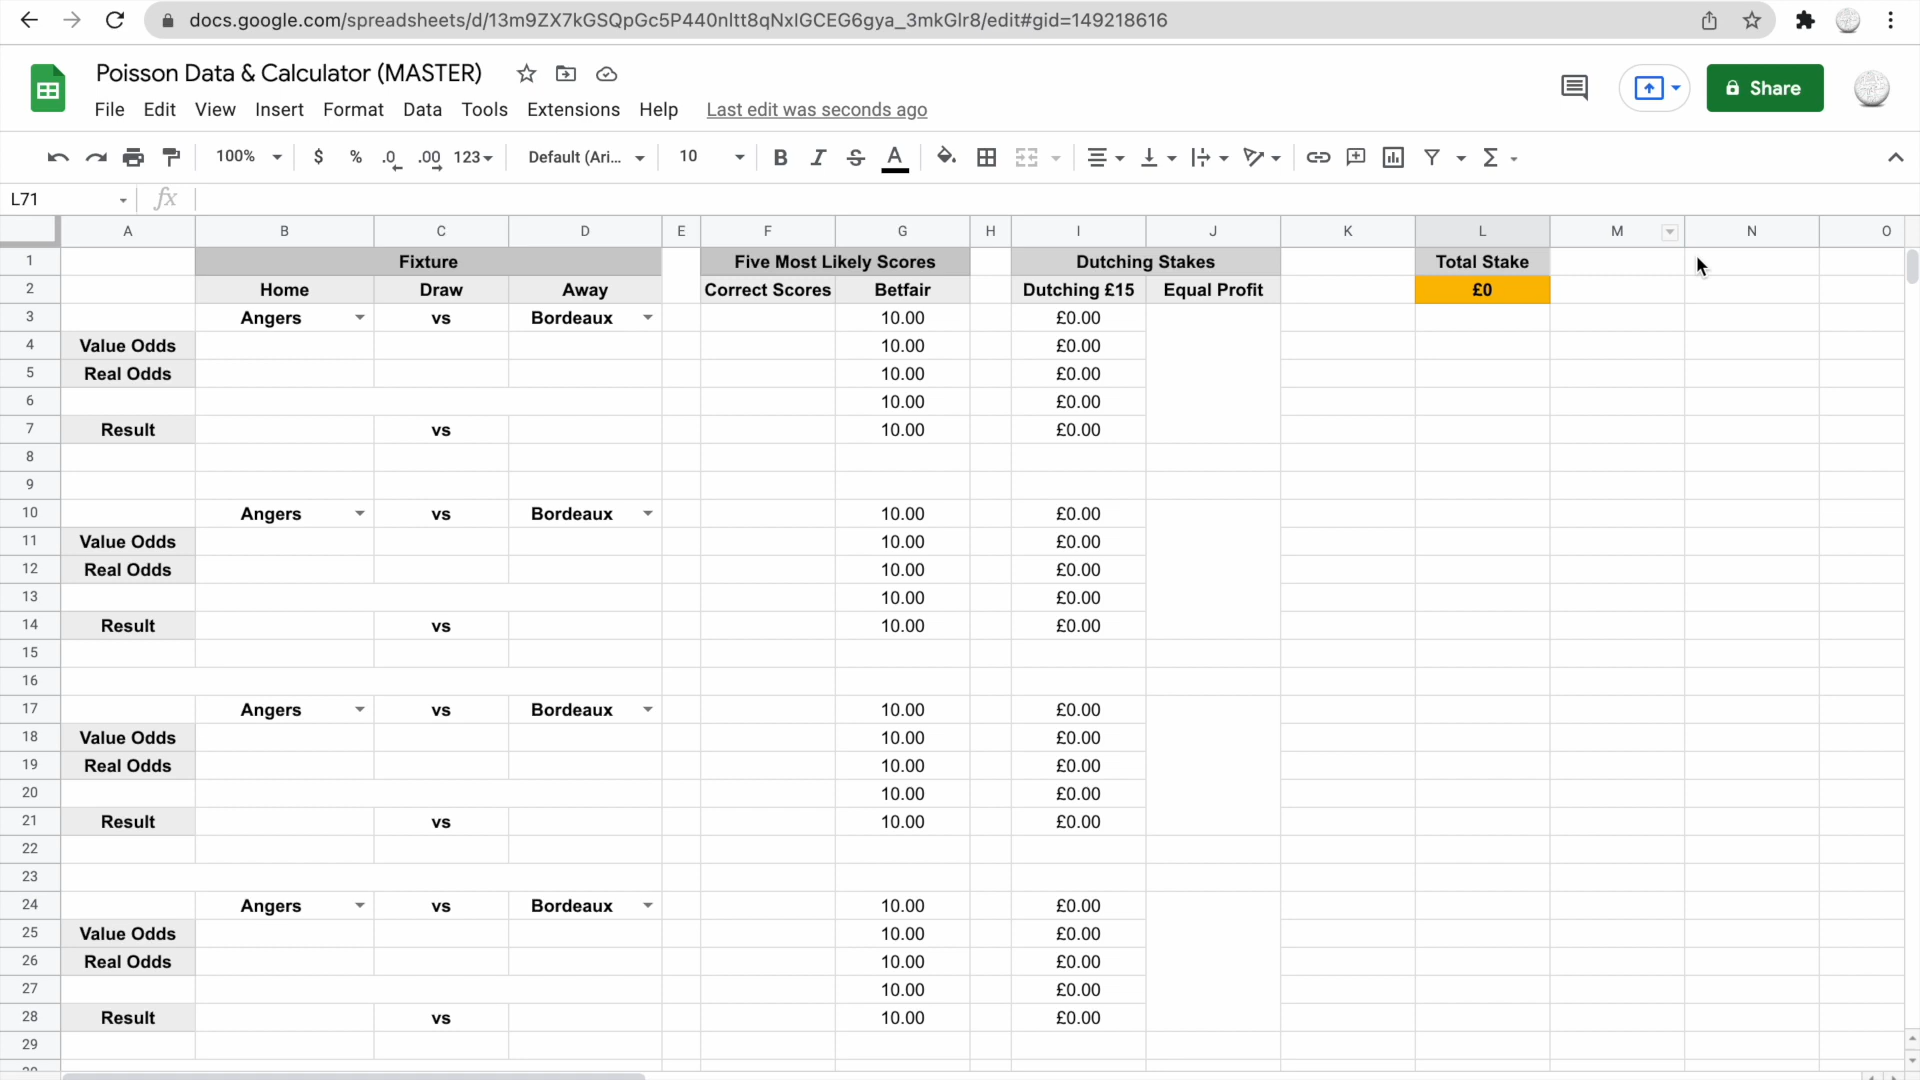 docs.google.com/spreadsheets/d/13m9ZX7kGSQpGc5P440nltt8qNxIGCEG6gya_3mkGlr8/edit#gid=149218616
Poisson Data & Calculator (MASTER)
Share
File Edit View Insert Format Data Tools Extensions Help Last edit was seconds ago
100% $ % .0 .00 123 Default (Ari... 10 B I S A Σ
L71 fx
A B C D E F G H I J K L M N O
1 Fixture Five Most Likely Scores Dutching Stakes Total Stake
2 Home Draw Away Correct Scores Betfair Dutching £15 Equal Profit £0
3 Angers vs Bordeaux 10.00 £0.00
4 Value Odds 10.00 £0.00
5 Real Odds 10.00 £0.00
6 10.00 £0.00
7 Result vs 10.00 £0.00
8
9
10 Angers vs Bordeaux 10.00 £0.00
11 Value Odds 10.00 £0.00
12 Real Odds 10.00 £0.00
13 10.00 £0.00
14 Result vs 10.00 £0.00
15
16
17 Angers vs Bordeaux 10.00 £0.00
18 Value Odds 10.00 £0.00
19 Real Odds 10.00 £0.00
20 10.00 £0.00
21 Result vs 10.00 £0.00
22
23
24 Angers vs Bordeaux 10.00 £0.00
25 Value Odds 10.00 £0.00
26 Real Odds 10.00 £0.00
27 10.00 £0.00
28 Result vs 10.00 £0.00
29